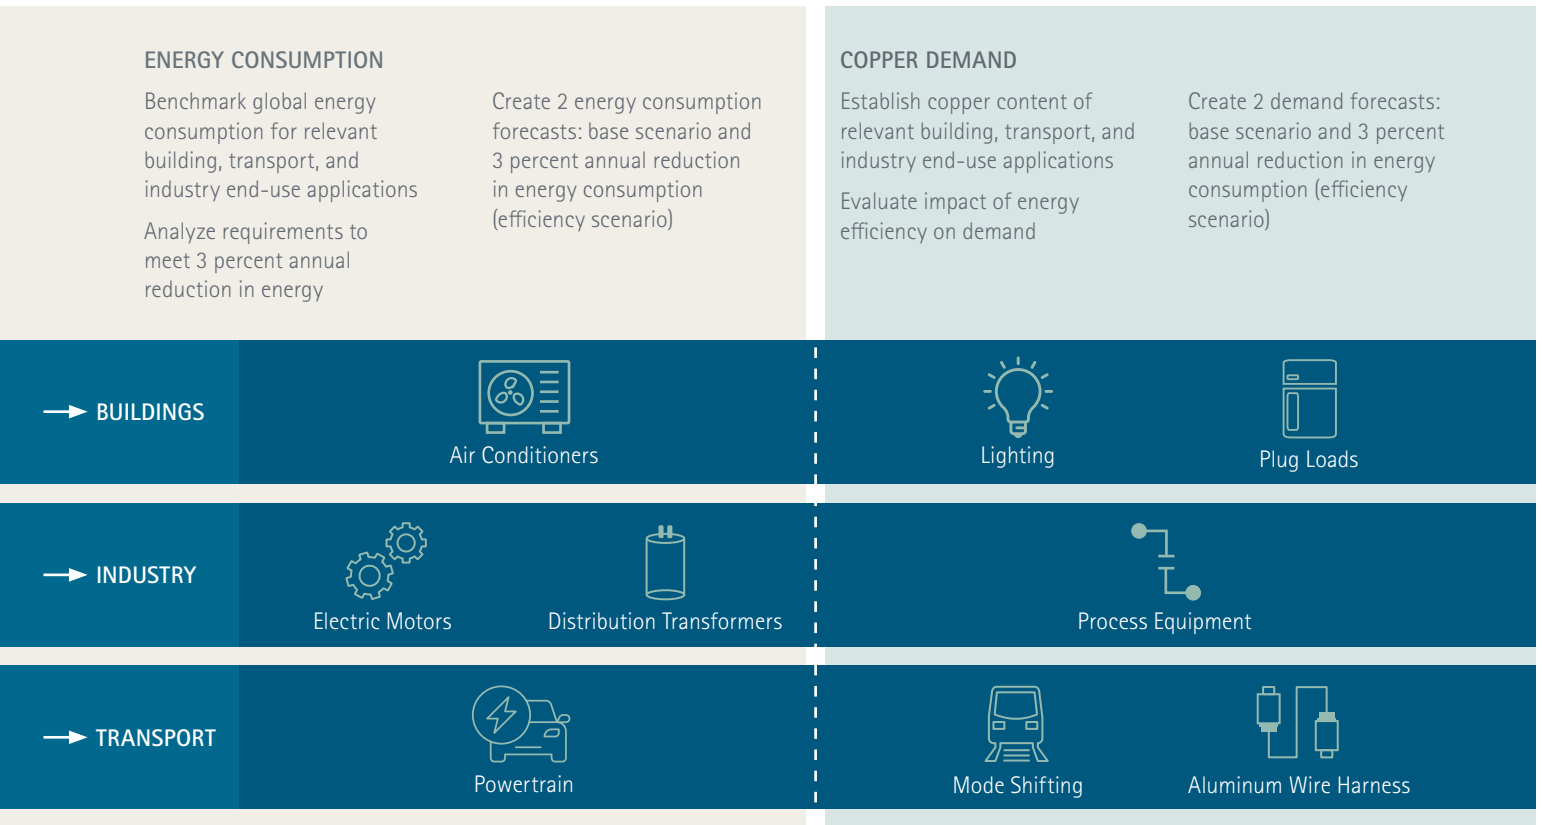 ENERGY CONSUMPTION
Benchmark global energy
consumption for relevant
building, transport, and
industry end-use applications
Analyze requirements to
meet 3 percent annual
reduction in energy
Create 2 energy consumption
forecasts: base scenario and
3 percent annual reduction
in energy consumption
(efficiency scenario)
COPPER DEMAND
Establish copper content of
relevant building, transport, and
industry end-use applications
Evaluate impact of energy
efficiency on demand
Create 2 demand forecasts:
base scenario and 3 percent
annual reduction in energy
consumption (efficiency
scenario)
BUILDINGS
Air Conditioners
Lighting
Plug Loads
INDUSTRY
Electric Motors
Distribution Transformers
Process Equipment
TRANSPORT
Powertrain
Mode Shifting
Aluminum Wire Harness